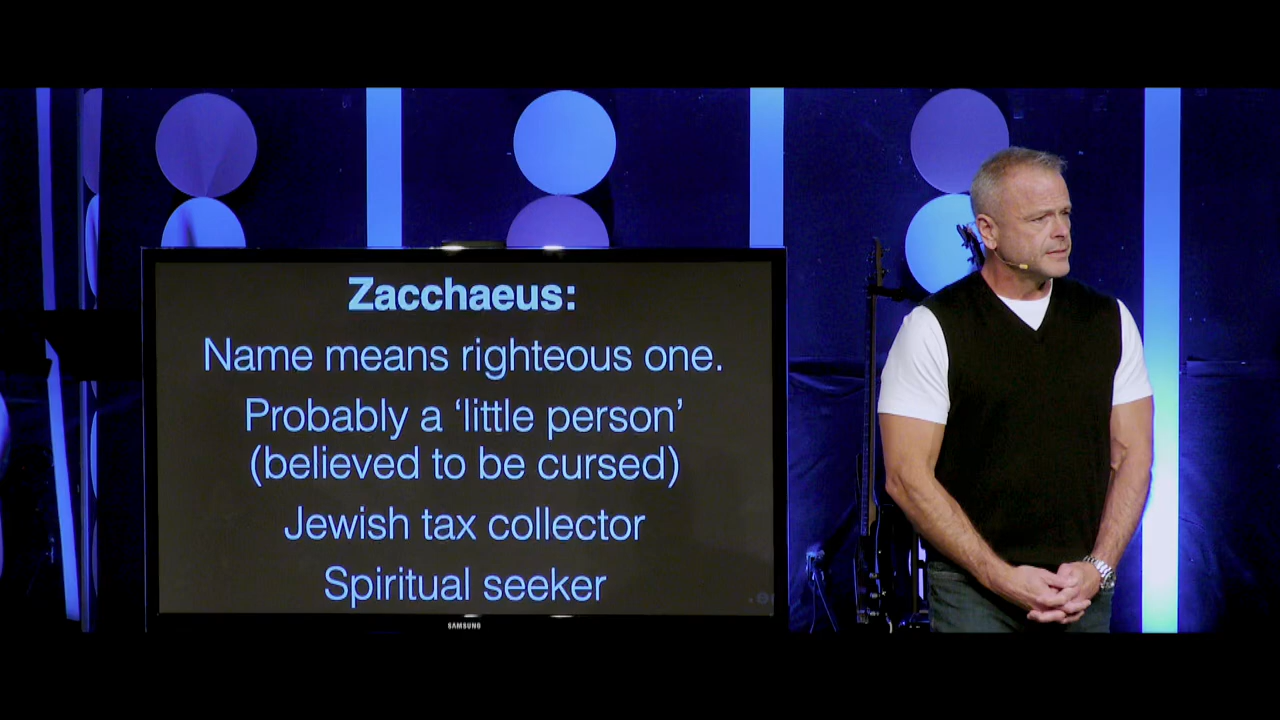 Zacchaeus:
Name means righteous one.
Probably a ‘little person’
(believed to be cursed)
Jewish tax collector
Spiritual seeker
SAMSUNG